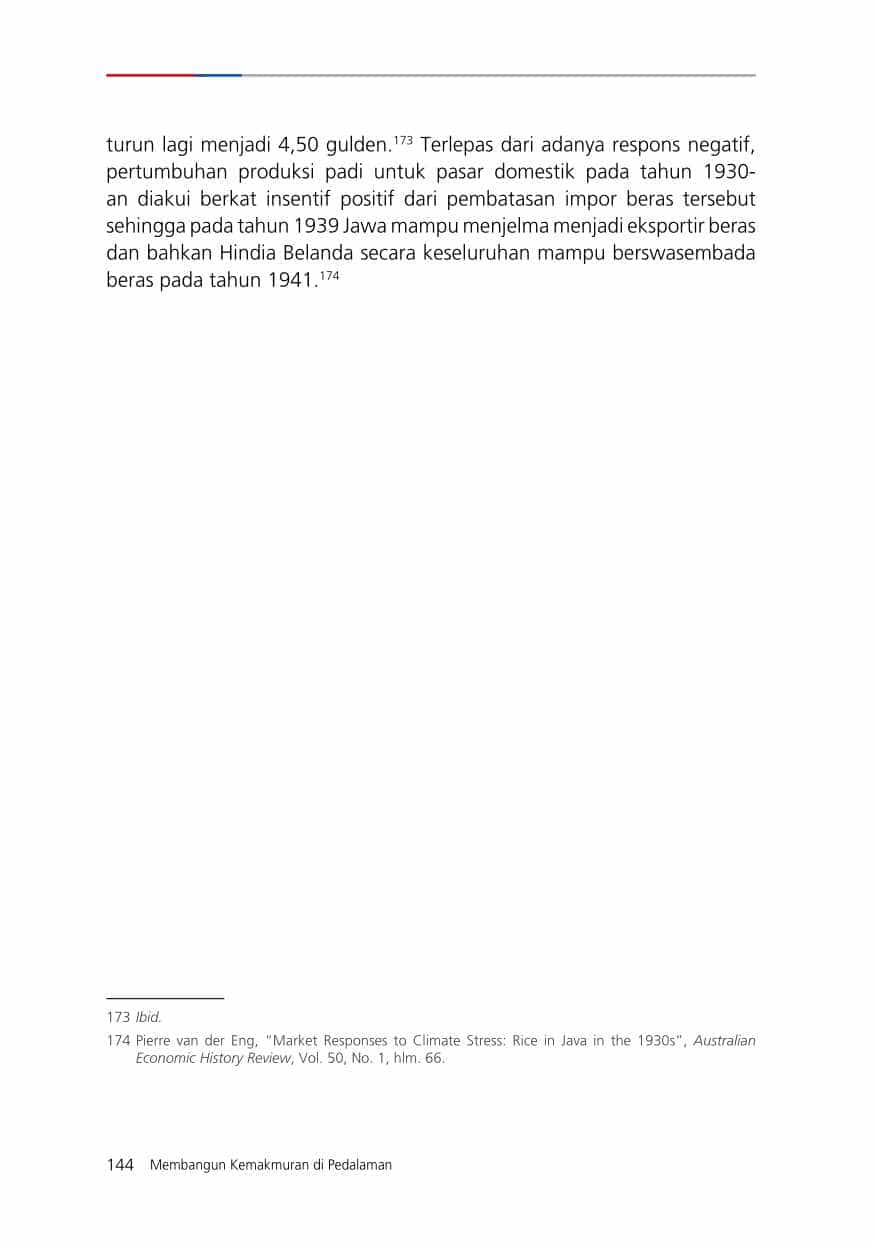 turun lagi menjadi 4,50 gulden.173 Terlepas dari adanya respons negatif,
pertumbuhan produksi padi untuk pasar domestik pada tahun 1930-
an diakui berkat insentif positif dari pembatasan impor beras tersebut
sehingga pada tahun 1939 Jawa mampu menjelma menjadi eksportir beras
dan bahkan Hindia Belanda secara keseluruhan mampu berswasembada
beras pada tahun 1941.174
173 Ibid.
174 Pierre van der Eng, “Market Responses to Climate Stress: Rice in Java in the 1930s”, Australian
Economic History Review, Vol. 50, No. 1, hlm. 66.
144 Membangun Kemakmuran di Pedalaman